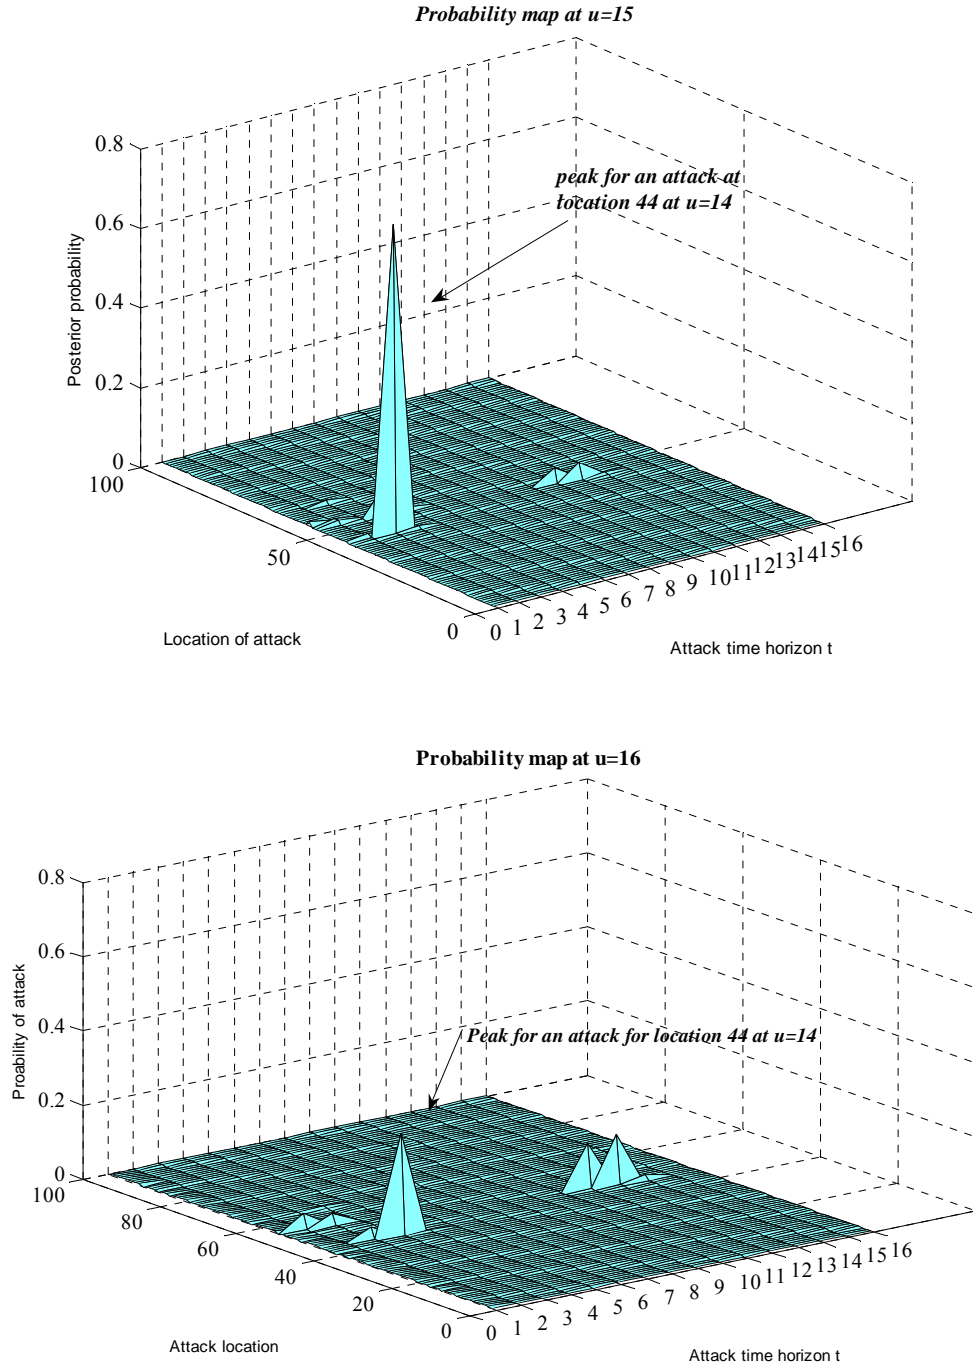 Probability map at u=15
0.8
peak for an attack at
location 44 at u=14
0.6
Posterior probability
0.4
0.2
0
100
50
0
0 1 2 3 4 5 6 7 8 9 10 11 12 13 14 15 16
Location of attack
Attack time horizon t
Probability map at u=16
0.8
0.6
Proability of attack
0.4
Peak for an attack for location 44 at u=14
0.2
0
100
80
60
40
20
0
0 1 2 3 4 5 6 7 8 9 10 11 12 13 14 15 16
Attack location
Attack time horizon t